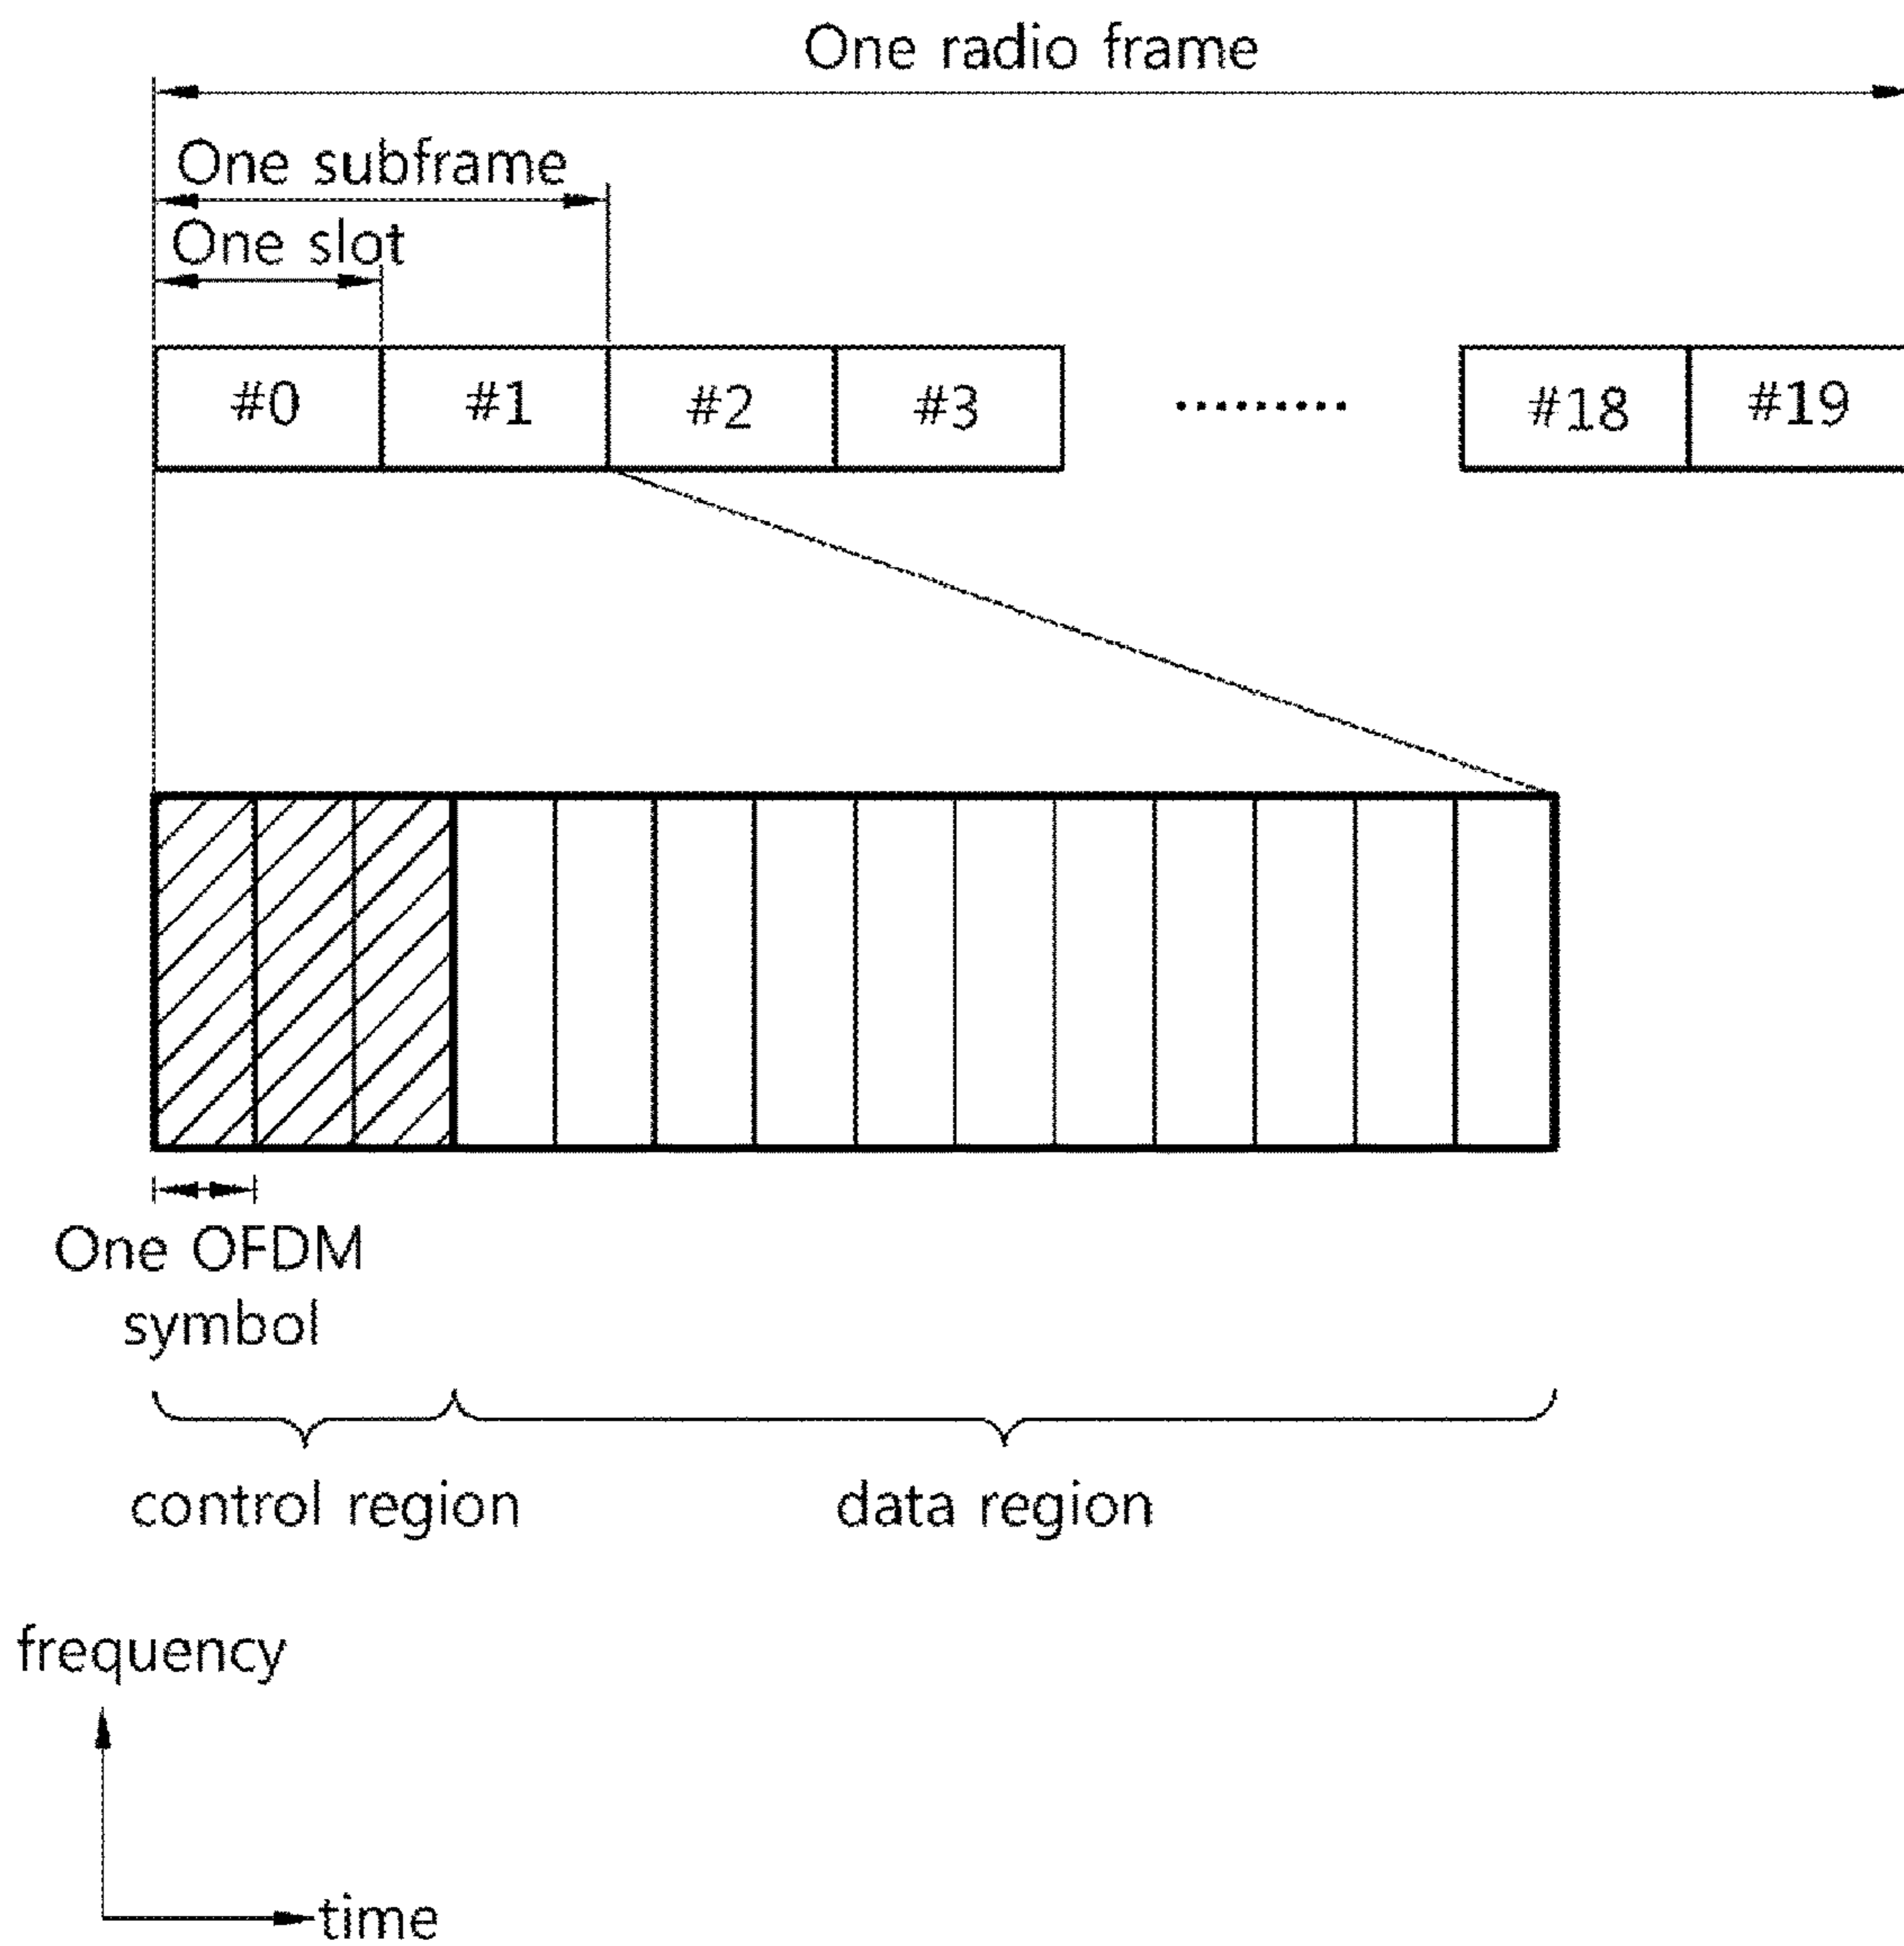 One radio frame
One subframe
One slot
#0 #1 #2 #3 ......... #18 #19
One OFDM
symbol
control region data region
frequency
time